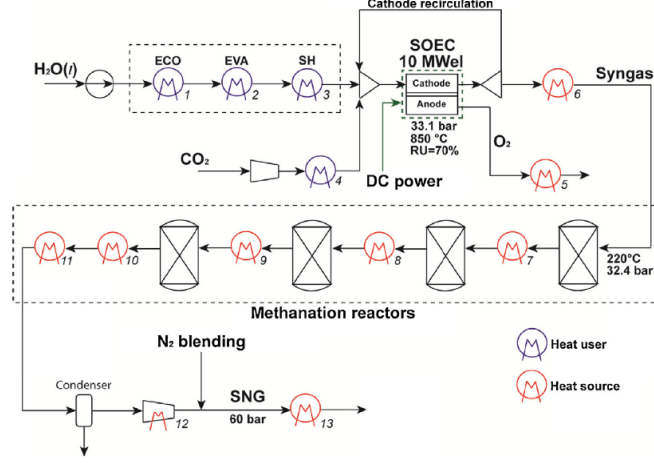 Cathode recirculation
SOEC
10 MWel
ECO
EVA
SH
H₂O(l)
1
2
3
Cathode
Anode
6
Syngas
33.1 bar
850 °C
RU=70%
O₂
CO₂
4
DC power
5
11
10
9
8
7
220°C
32.4 bar
Methanation reactors
N₂ blending
Heat user
Condenser
SNG
60 bar
12
13
Heat source